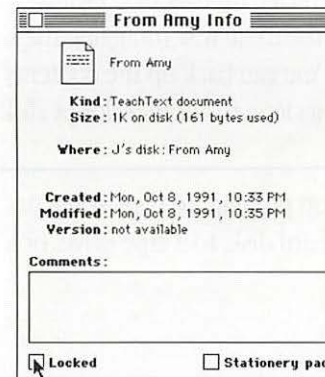 From Amy Info
From Amy
Kind: TeachText document
Size: 1K on disk (161 bytes used)
Where: J's disk: From Amy
Created: Mon, Oct 8, 1991, 10:33 PM
Modified: Mon, Oct 8, 1991, 10:35 PM
Version: not available
Comments:
Locked
Stationery pad